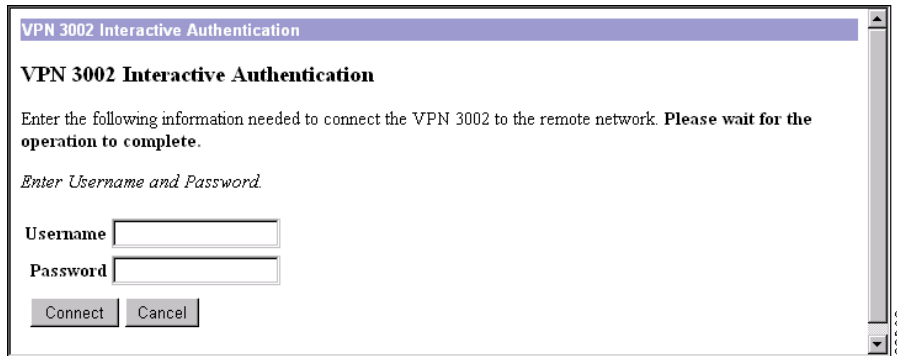 VPN 3002 Interactive Authentication
VPN 3002 Interactive Authentication
Enter the following information needed to connect the VPN 3002 to the remote network. Please wait for the
operation to complete.
Enter Username and Password.
Username
Password
Connect Cancel